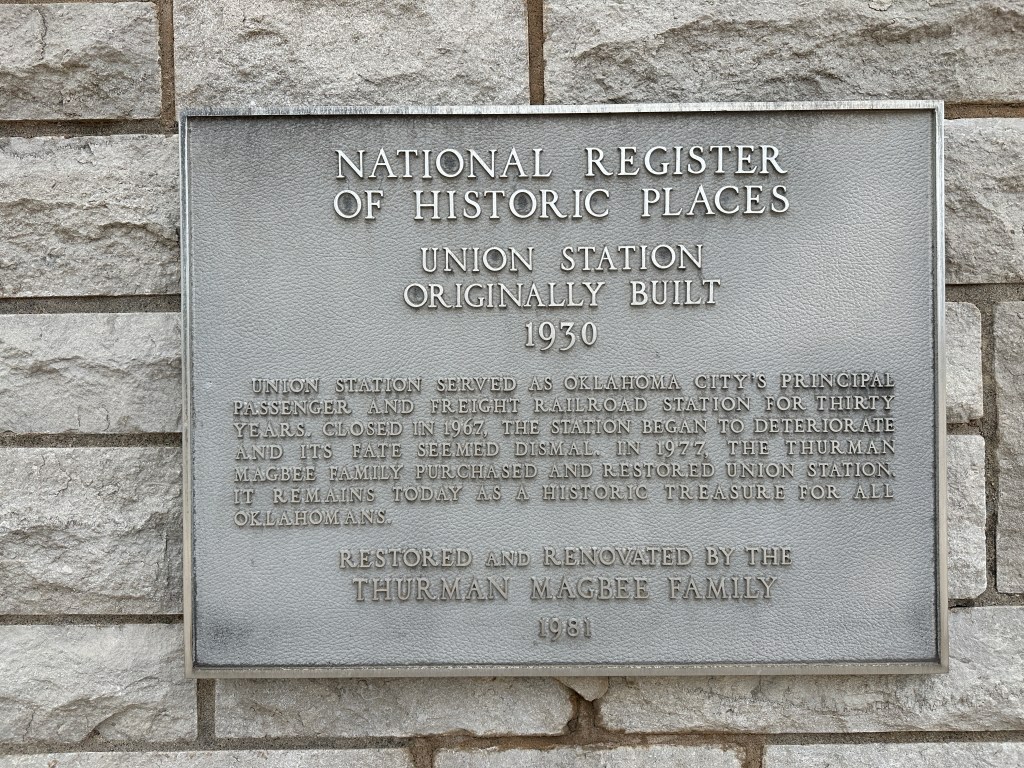 NATIONAL REGISTER
OF HISTORIC PLACES
UNION STATION
ORIGINALLY BUILT
1930
UNION STATION SERVED AS OKLAHOMA CITY'S PRINCIPAL
PASSENGER AND FREIGHT RAILROAD STATION FOR THIRTY
YEARS. CLOSED IN 1967, THE STATION BEGAN TO DETERIORATE
AND ITS FATE SEEMED DISMAL. IN 1977, THE THURMAN
MAGBEE FAMILY PURCHASED AND RESTORED UNION STATION.
IT REMAINS TODAY AS A HISTORIC TREASURE FOR ALL
OKLAHOMANS.
RESTORED AND RENOVATED BY THE
THURMAN MAGBEE FAMILY
1981